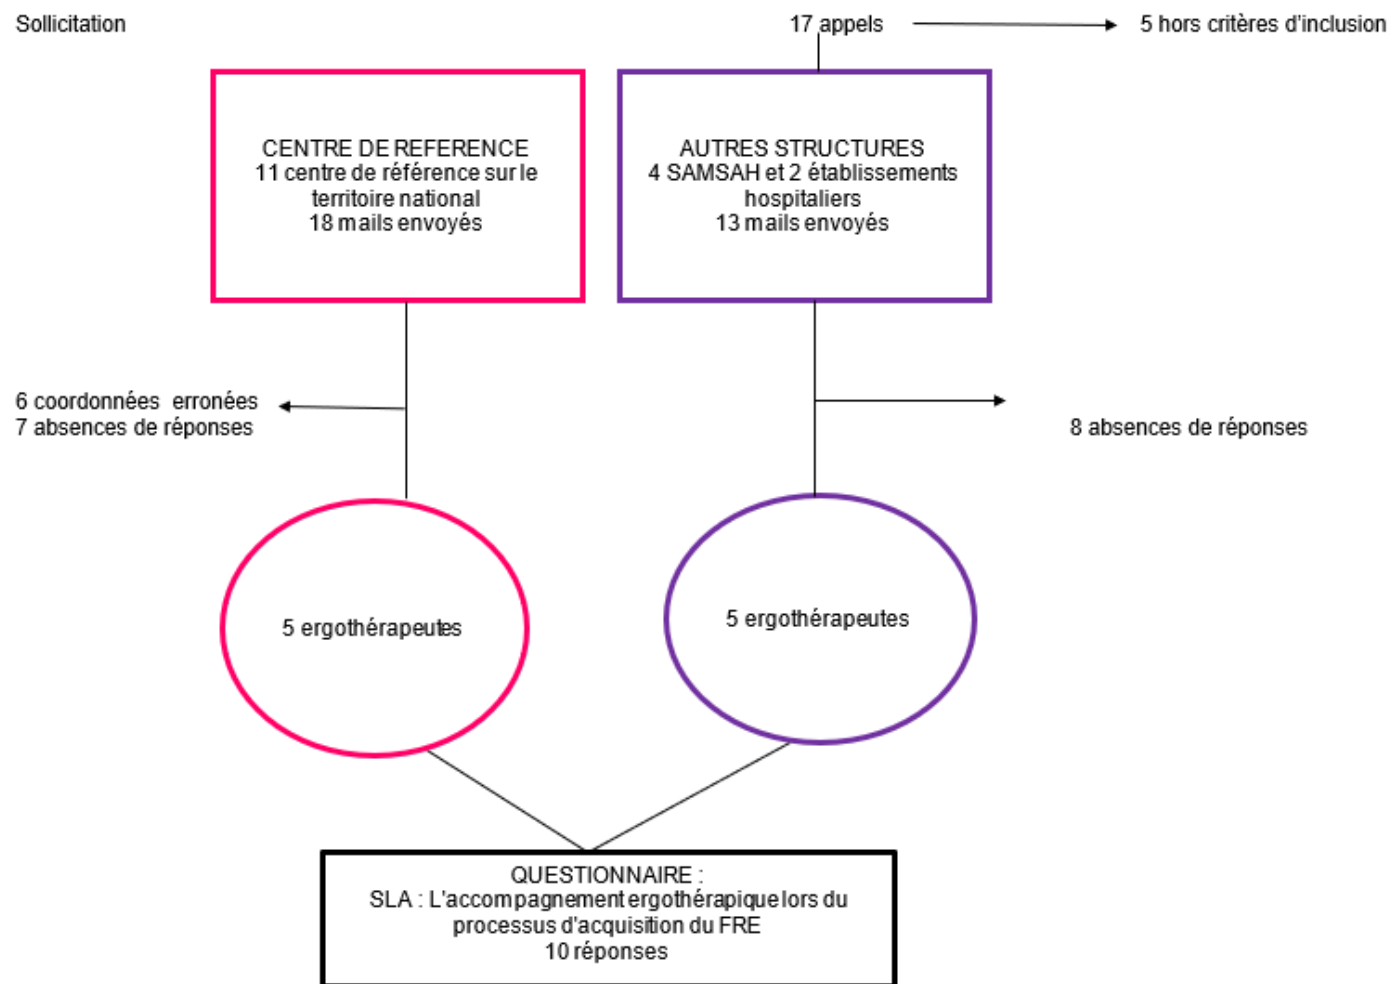 Sollicitation
17 appels
5 hors critères d'inclusion
CENTRE DE REFERENCE
11 centre de référence sur le
territoire national
18 mails envoyés
AUTRES STRUCTURES
4 SAMSAH et 2 établissements
hospitaliers
13 mails envoyés
6 coordonnées erronées
7 absences de réponses
8 absences de réponses
5 ergothérapeutes
5 ergothérapeutes
QUESTIONNAIRE :
SLA : L'accompagnement ergothérapique lors du
processus d'acquisition du FRE
10 réponses